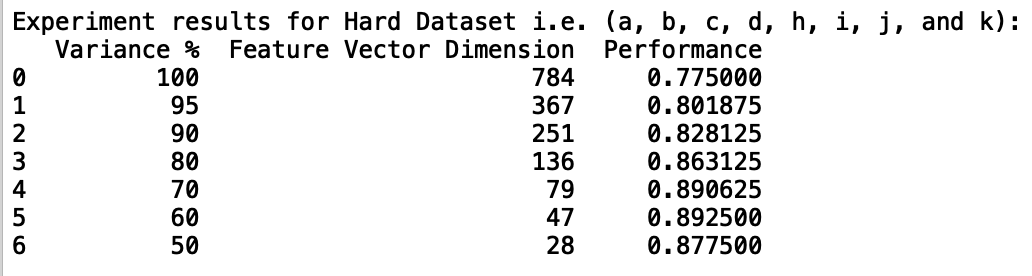 Experiment results for Hard Dataset i.e. (a, b, c, d, h, i, j, and k):
Variance % Feature Vector Dimension Performance
0 100 784 0.775000
1 95 367 0.801875
2 90 251 0.828125
3 80 136 0.863125
4 70 79 0.890625
5 60 47 0.892500
6 50 28 0.877500